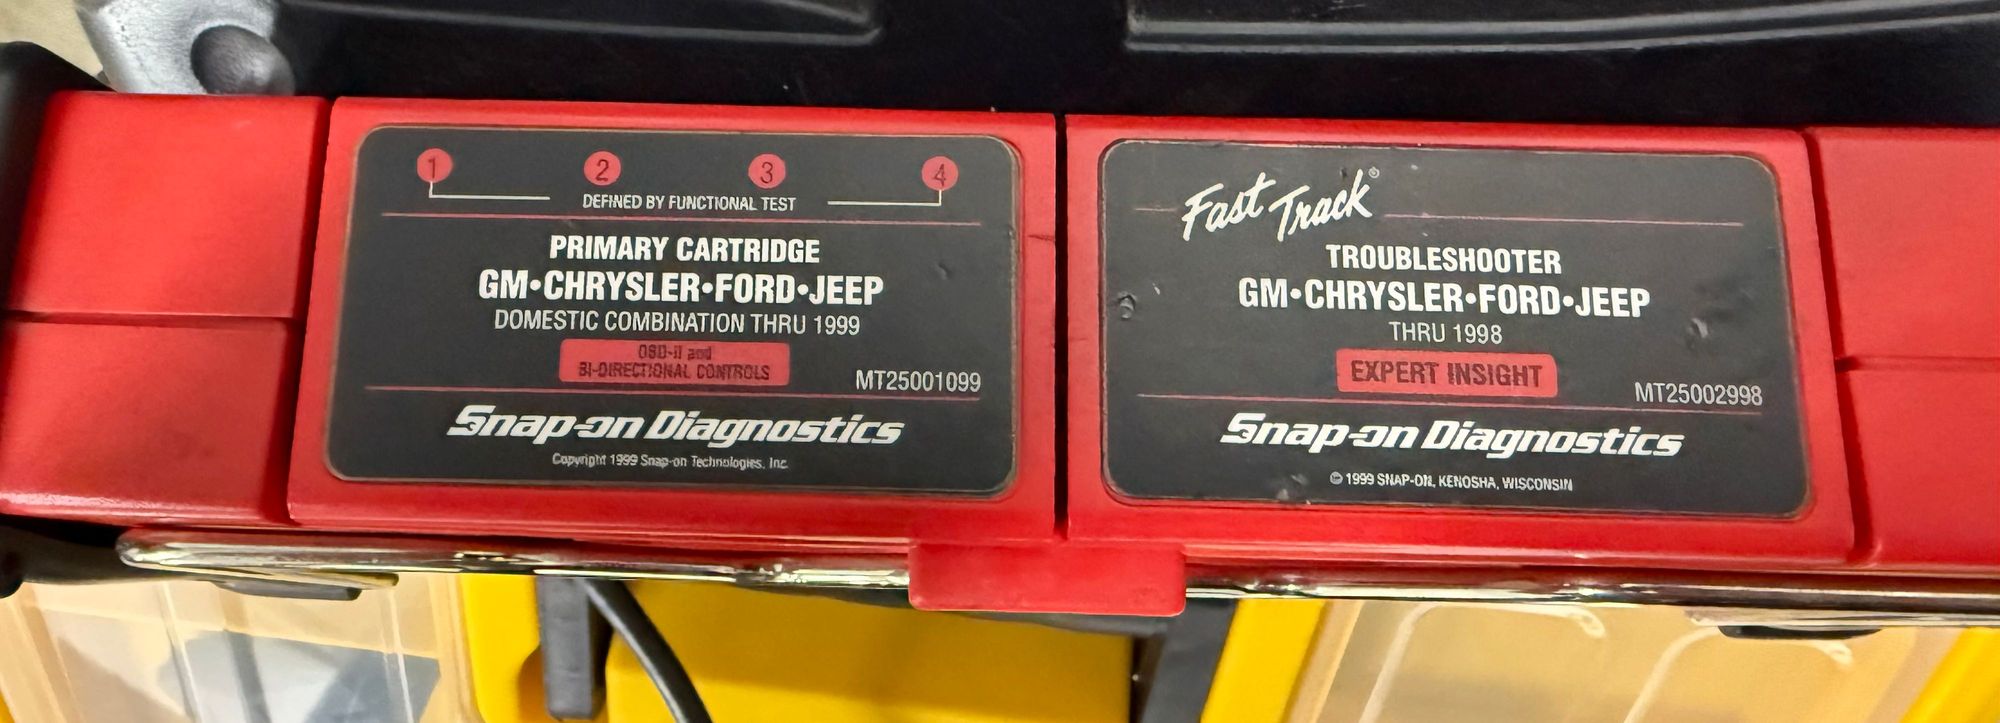 1 2 3 4
DEFINED BY FUNCTIONAL TEST
PRIMARY CARTRIDGE
GM•CHRYSLER•FORD•JEEP
DOMESTIC COMBINATION THRU 1999
OBD-II and
BI-DIRECTIONAL CONTROLS
MT25001099
Snap-on Diagnostics
Copyright 1999 Snap-on Technologies, Inc.
Fast Track®
TROUBLESHOOTER
GM•CHRYSLER•FORD•JEEP
THRU 1998
EXPERT INSIGHT
MT25002998
Snap-on Diagnostics
© 1999 SNAP-ON, KENOSHA, WISCONSIN